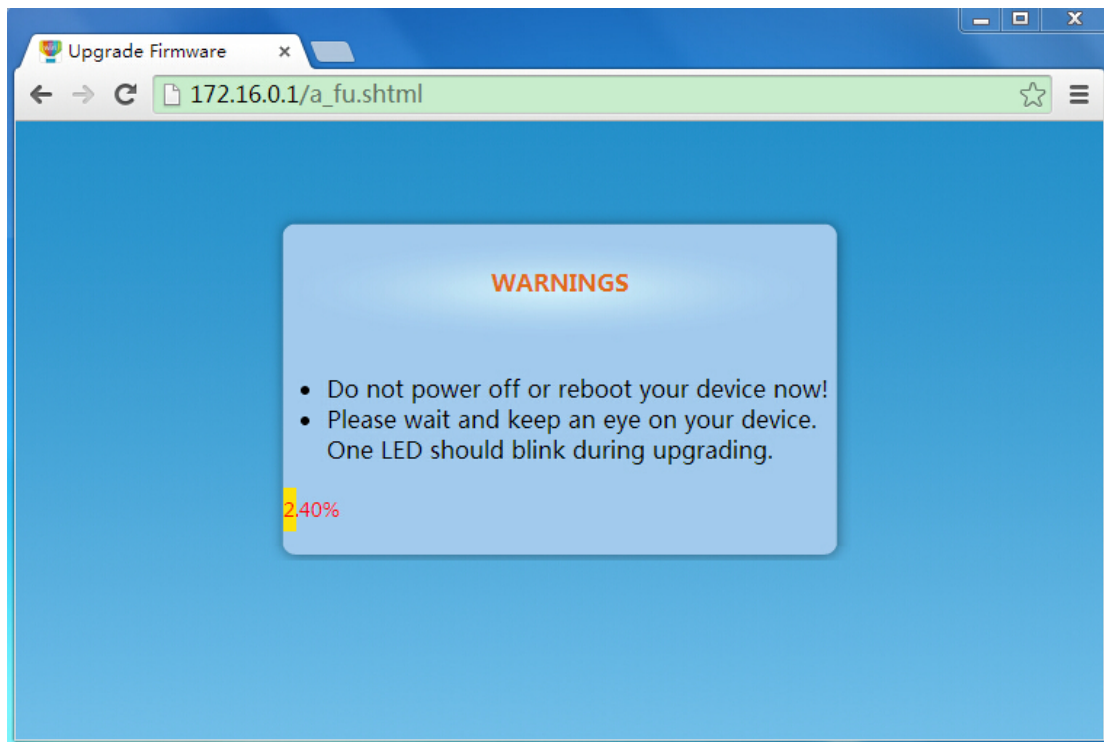 Upgrade Firmware
172.16.0.1/a_fu.shtml
WARNINGS
Do not power off or reboot your device now!
Please wait and keep an eye on your device.
One LED should blink during upgrading.
2.40%